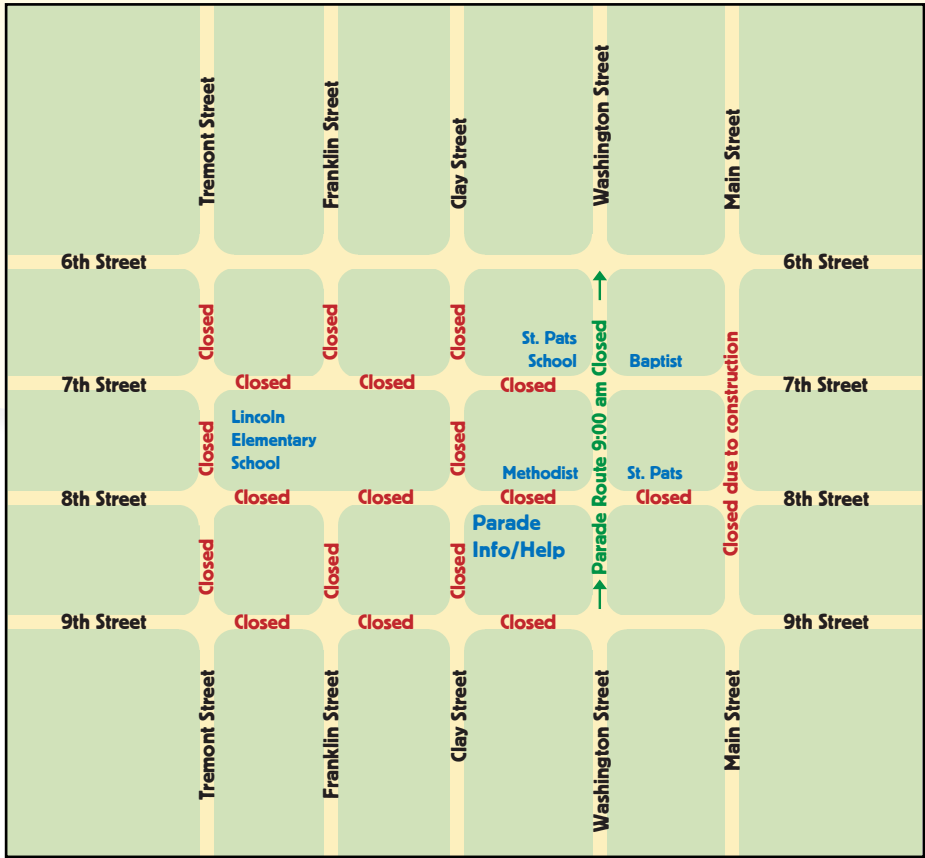 Tremont Street
Franklin Street
Clay Street
Washington Street
Main Street
6th Street
6th Street
Closed
Closed
Closed
St. Pats
School
Baptist
Parade Route 9:00 am Closed
Closed due to construction
7th Street
Closed
Closed
Closed
7th Street
Lincoln
Elementary
School
Closed
Closed
Methodist
St. Pats
8th Street
Closed
Closed
Closed
Closed
8th Street
Parade
Info/Help
Closed
Closed
Closed
9th Street
Closed
Closed
Closed
9th Street
Tremont Street
Franklin Street
Clay Street
Washington Street
Main Street